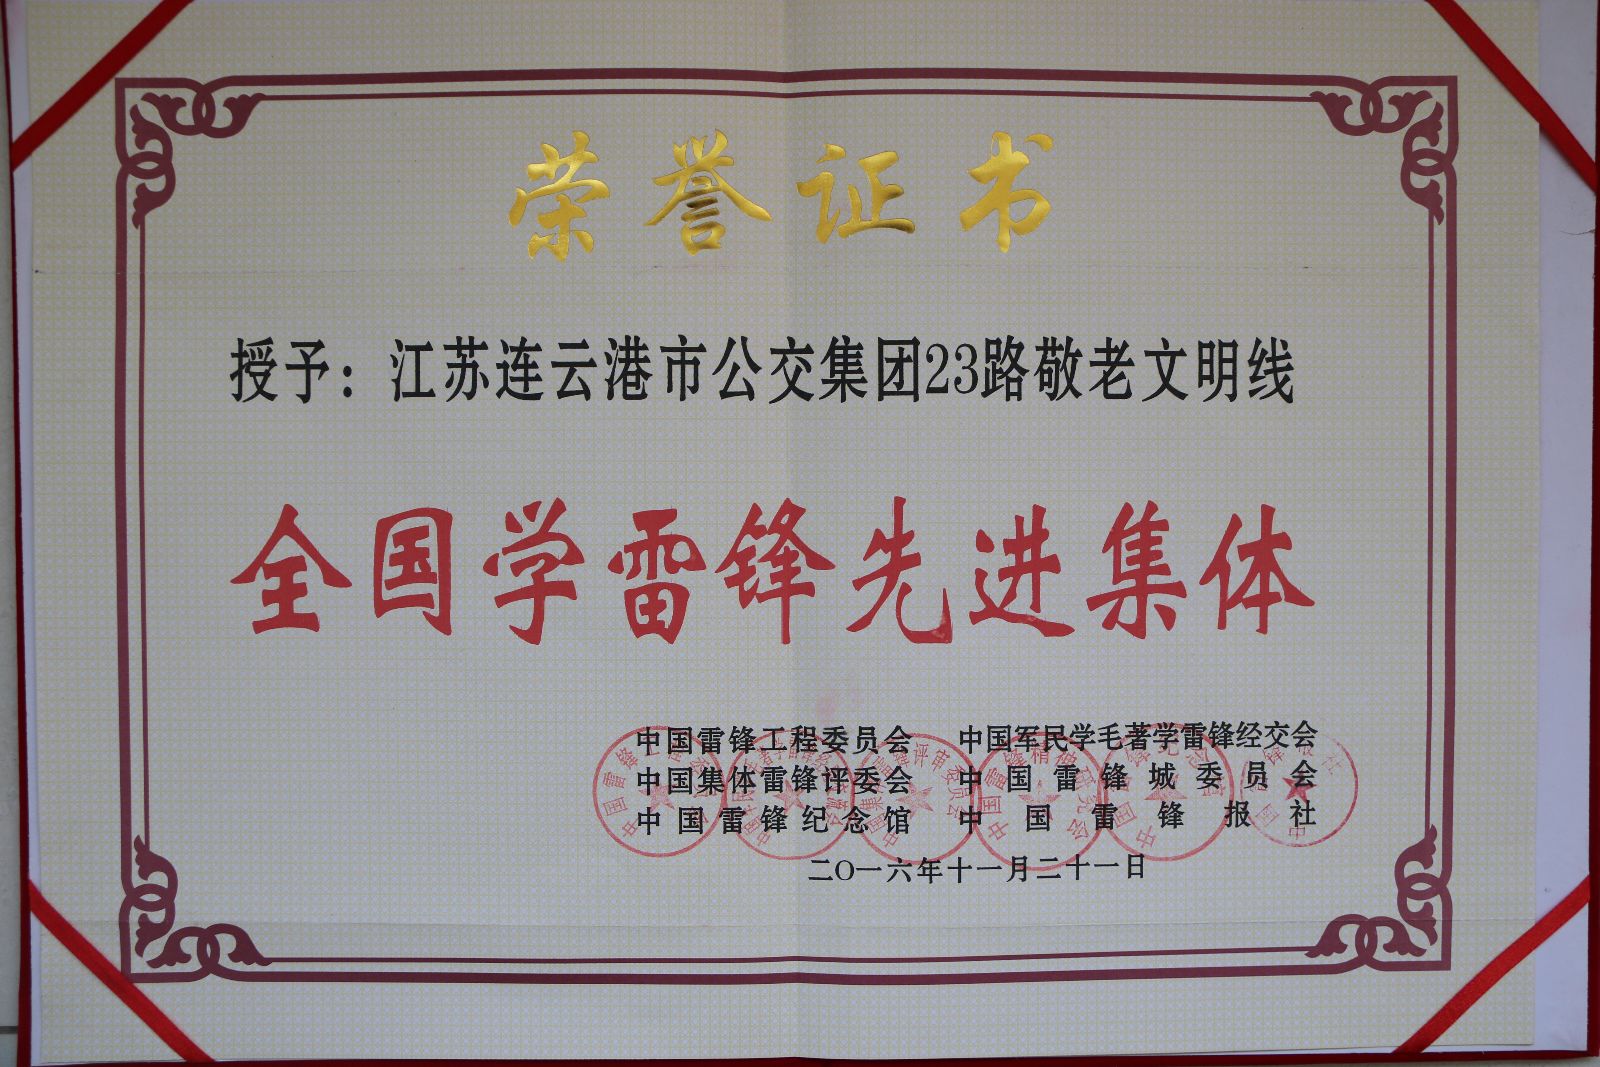 荣誉证书
授予：江苏连云港市公交集团23路敬老文明线
全国学雷锋先进集体
中国雷锋工程委员会 中国军民学毛著学雷锋经交会
中国集体雷锋评委会 中国雷锋城委员会
中国雷锋纪念馆 中国雷锋报社
二〇一六年十一月二十一日